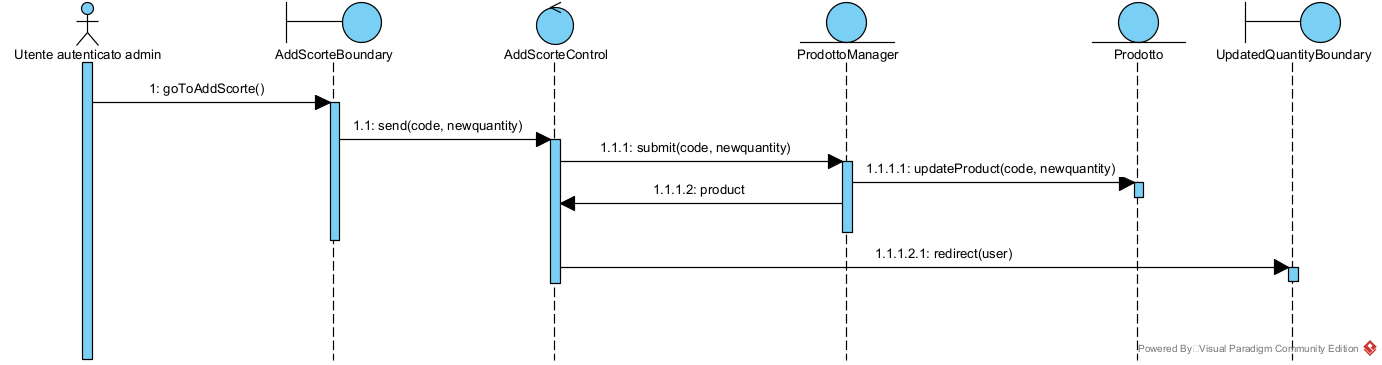 Utente autenticato admin
AddScorteBoundary
AddScorteControl
ProdottoManager
Prodotto
UpdatedQuantityBoundary
1: goToAddScorte()
1.1: send(code, newquantity)
1.1.1: submit(code, newquantity)
1.1.1.1: updateProduct(code, newquantity)
1.1.1.2: product
1.1.1.2.1: redirect(user)
Powered By Visual Paradigm Community Edition